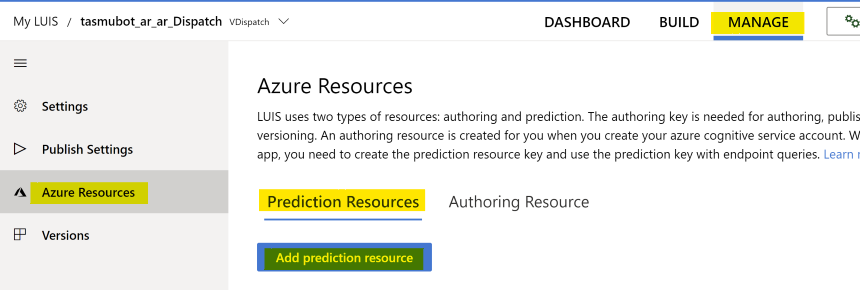 My LUIS / tasmubot_ar_ar_Dispatch VDispatch
DASHBOARD BUILD MANAGE
Settings
Publish Settings
Azure Resources
Versions
Azure Resources
LUIS uses two types of resources: authoring and prediction. The authoring key is needed for authoring, publis
versioning. An authoring resource is created for you when you create your azure cognitive service account. W
app, you need to create the prediction resource key and use the prediction key with endpoint queries. Learn
Prediction Resources Authoring Resource
Add prediction resource